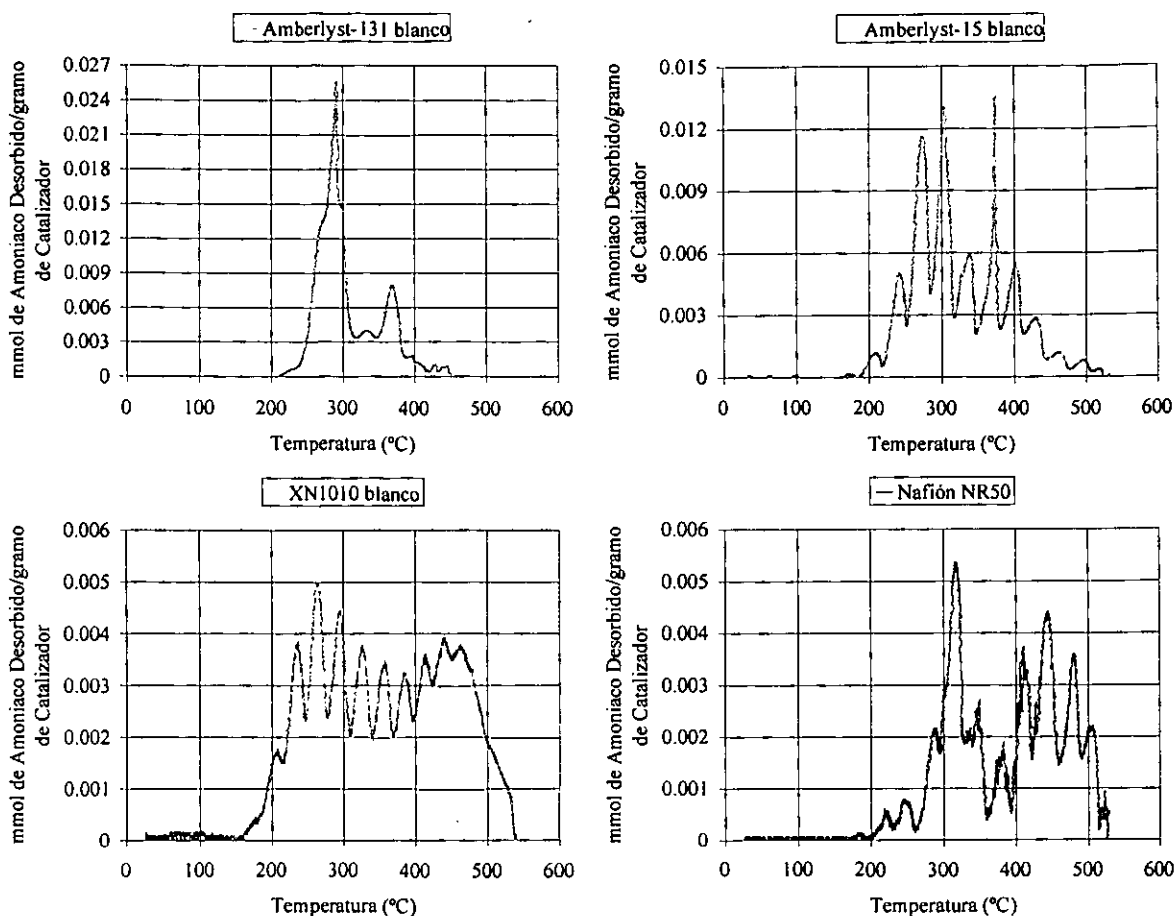 - Amberlyst-131 blanco
mmol de Amoniaco Desorbido/gramo
de Catalizador
0.027
0.024
0.021
0.018
0.015
0.012
0.009
0.006
0.003
0
0 100 200 300 400 500 600
Temperatura (ºC)
Amberlyst-15 blanco
mmol de Amoniaco Desorbido/gramo
de Catalizador
0.015
0.012
0.009
0.006
0.003
0
0 100 200 300 400 500 600
Temperatura (ºC)
XN1010 blanco
mmol de Amoniaco Desorbido/gramo
de Catalizador
0.006
0.005
0.004
0.003
0.002
0.001
0
0 100 200 300 400 500 600
Temperatura (ºC)
— Nafión NR50
mmol de Amoniaco Desorbido/gramo
de Catalizador
0.006
0.005
0.004
0.003
0.002
0.001
0
0 100 200 300 400 500 600
Temperatura (ºC)